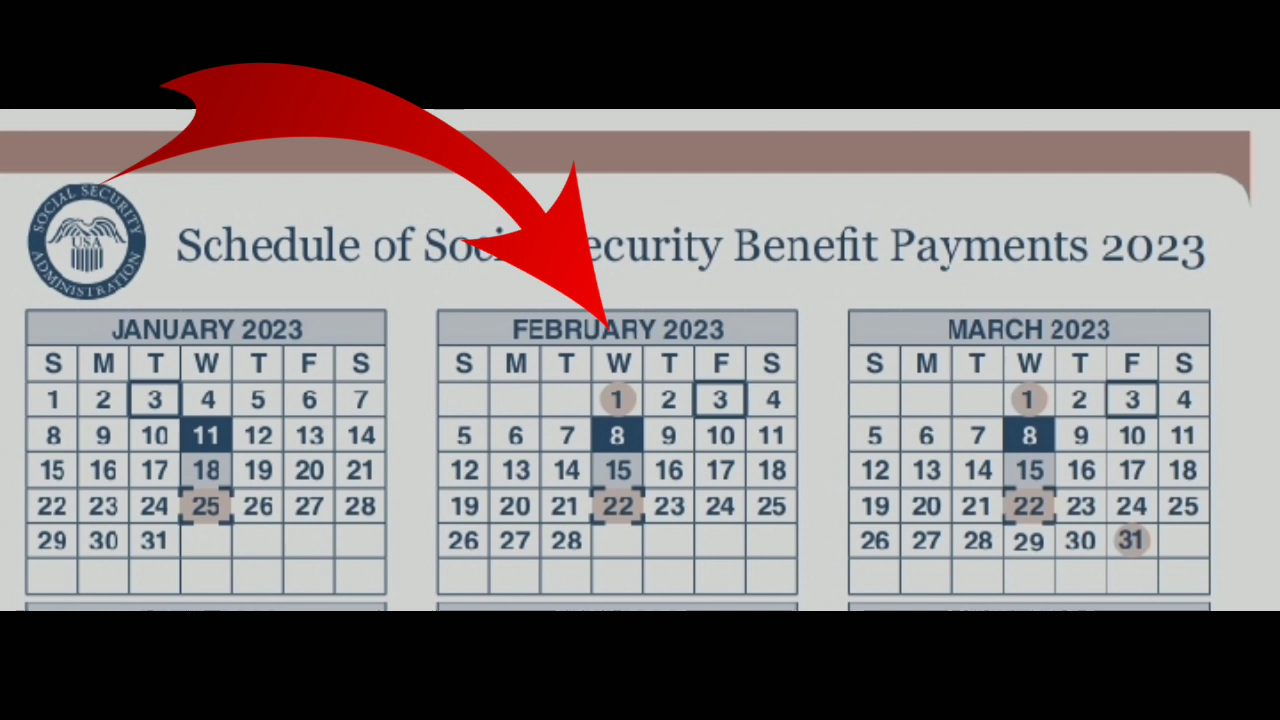 SOCIAL SECURITY
USA
ADMINISTRATION
Schedule of Social Security Benefit Payments 2023
JANUARY 2023
S M T W T F S
1 2 3 4 5 6 7
8 9 10 11 12 13 14
15 16 17 18 19 20 21
22 23 24 25 26 27 28
29 30 31
FEBRUARY 2023
S M T W T F S
1 2 3 4
5 6 7 8 9 10 11
12 13 14 15 16 17 18
19 20 21 22 23 24 25
26 27 28
MARCH 2023
S M T W T F S
1 2 3 4
5 6 7 8 9 10 11
12 13 14 15 16 17 18
19 20 21 22 23 24 25
26 27 28 29 30 31